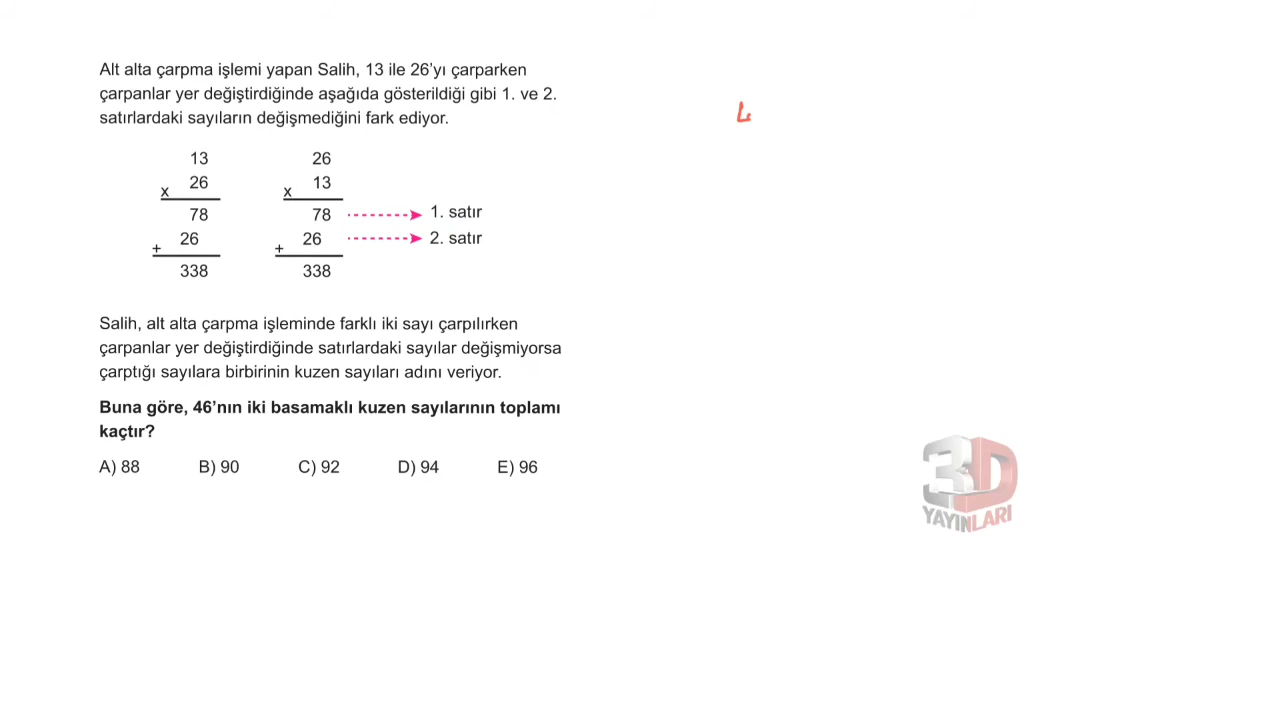 Alt alta çarpma işlemi yapan Salih, 13 ile 26'yı çarparken
çarpanlar yer değiştirdiğinde aşağıda gösterildiği gibi 1. ve 2.
satırlardaki sayıların değişmediğini fark ediyor.
13
x 26
78
+ 26
338
26
x 13
78 1. satır
+ 26 2. satır
338
Salih, alt alta çarpma işleminde farklı iki sayı çarpılırken
çarpanlar yer değiştirdiğinde satırlardaki sayılar değişmiyorsa
çarptığı sayılara birbirinin kuzen sayıları adını veriyor.
Buna göre, 46'nın iki basamaklı kuzen sayılarının toplamı
kaçtır?
A) 88 B) 90 C) 92 D) 94 E) 96
3D
YAYINLARI